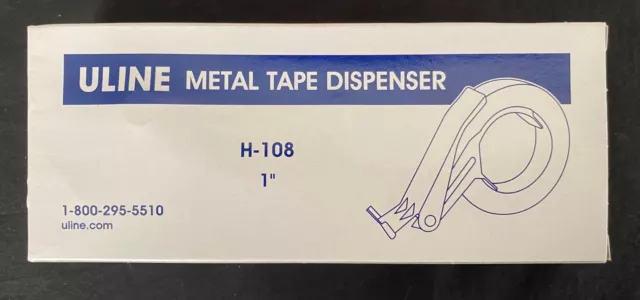 ULINE METAL TAPE DISPENSER
H-108
1"
1-800-295-5510
uline.com